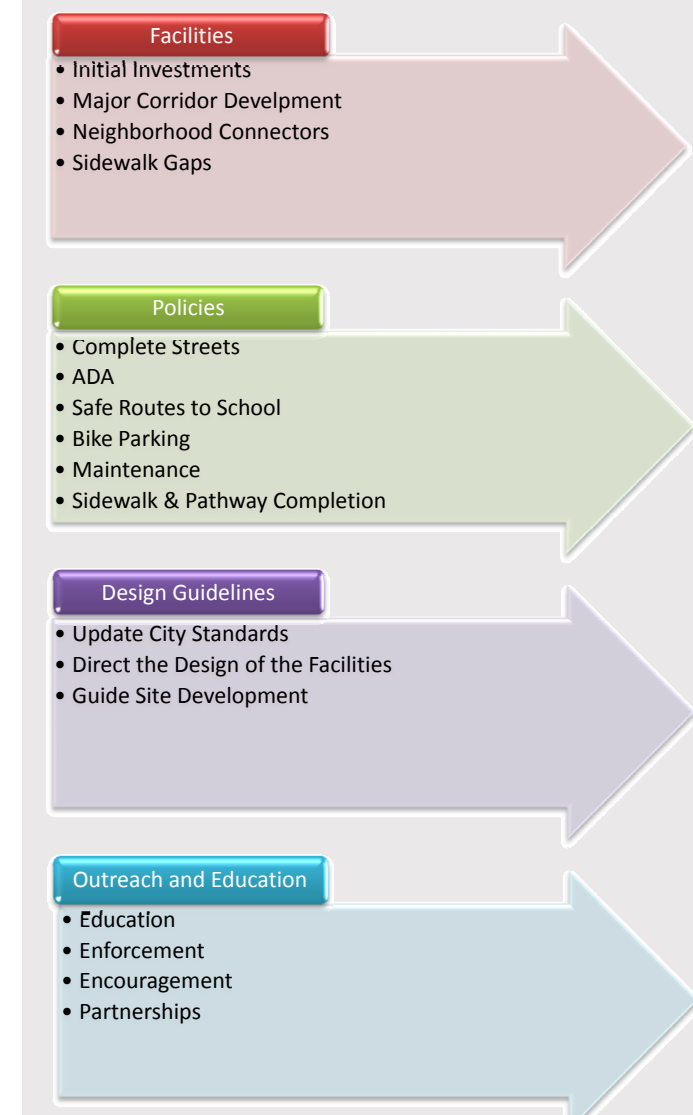 Facilities
• Initial Investments
• Major Corridor Develpment
• Neighborhood Connectors
• Sidewalk Gaps
Policies
• Complete Streets
• ADA
• Safe Routes to School
• Bike Parking
• Maintenance
• Sidewalk & Pathway Completion
Design Guidelines
• Update City Standards
• Direct the Design of the Facilities
• Guide Site Development
Outreach and Education
• Education
• Enforcement
• Encouragement
• Partnerships